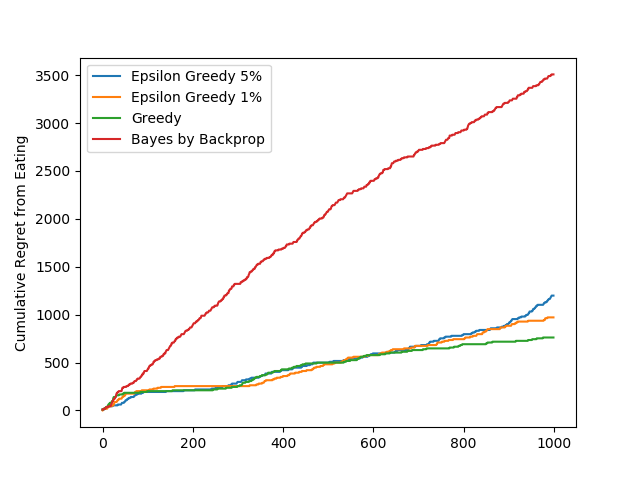 Epsilon Greedy 5%
Epsilon Greedy 1%
Greedy
Bayes by Backprop
Cumulative Regret from Eating
3500
3000
2500
2000
1500
1000
500
0
0 200 400 600 800 1000